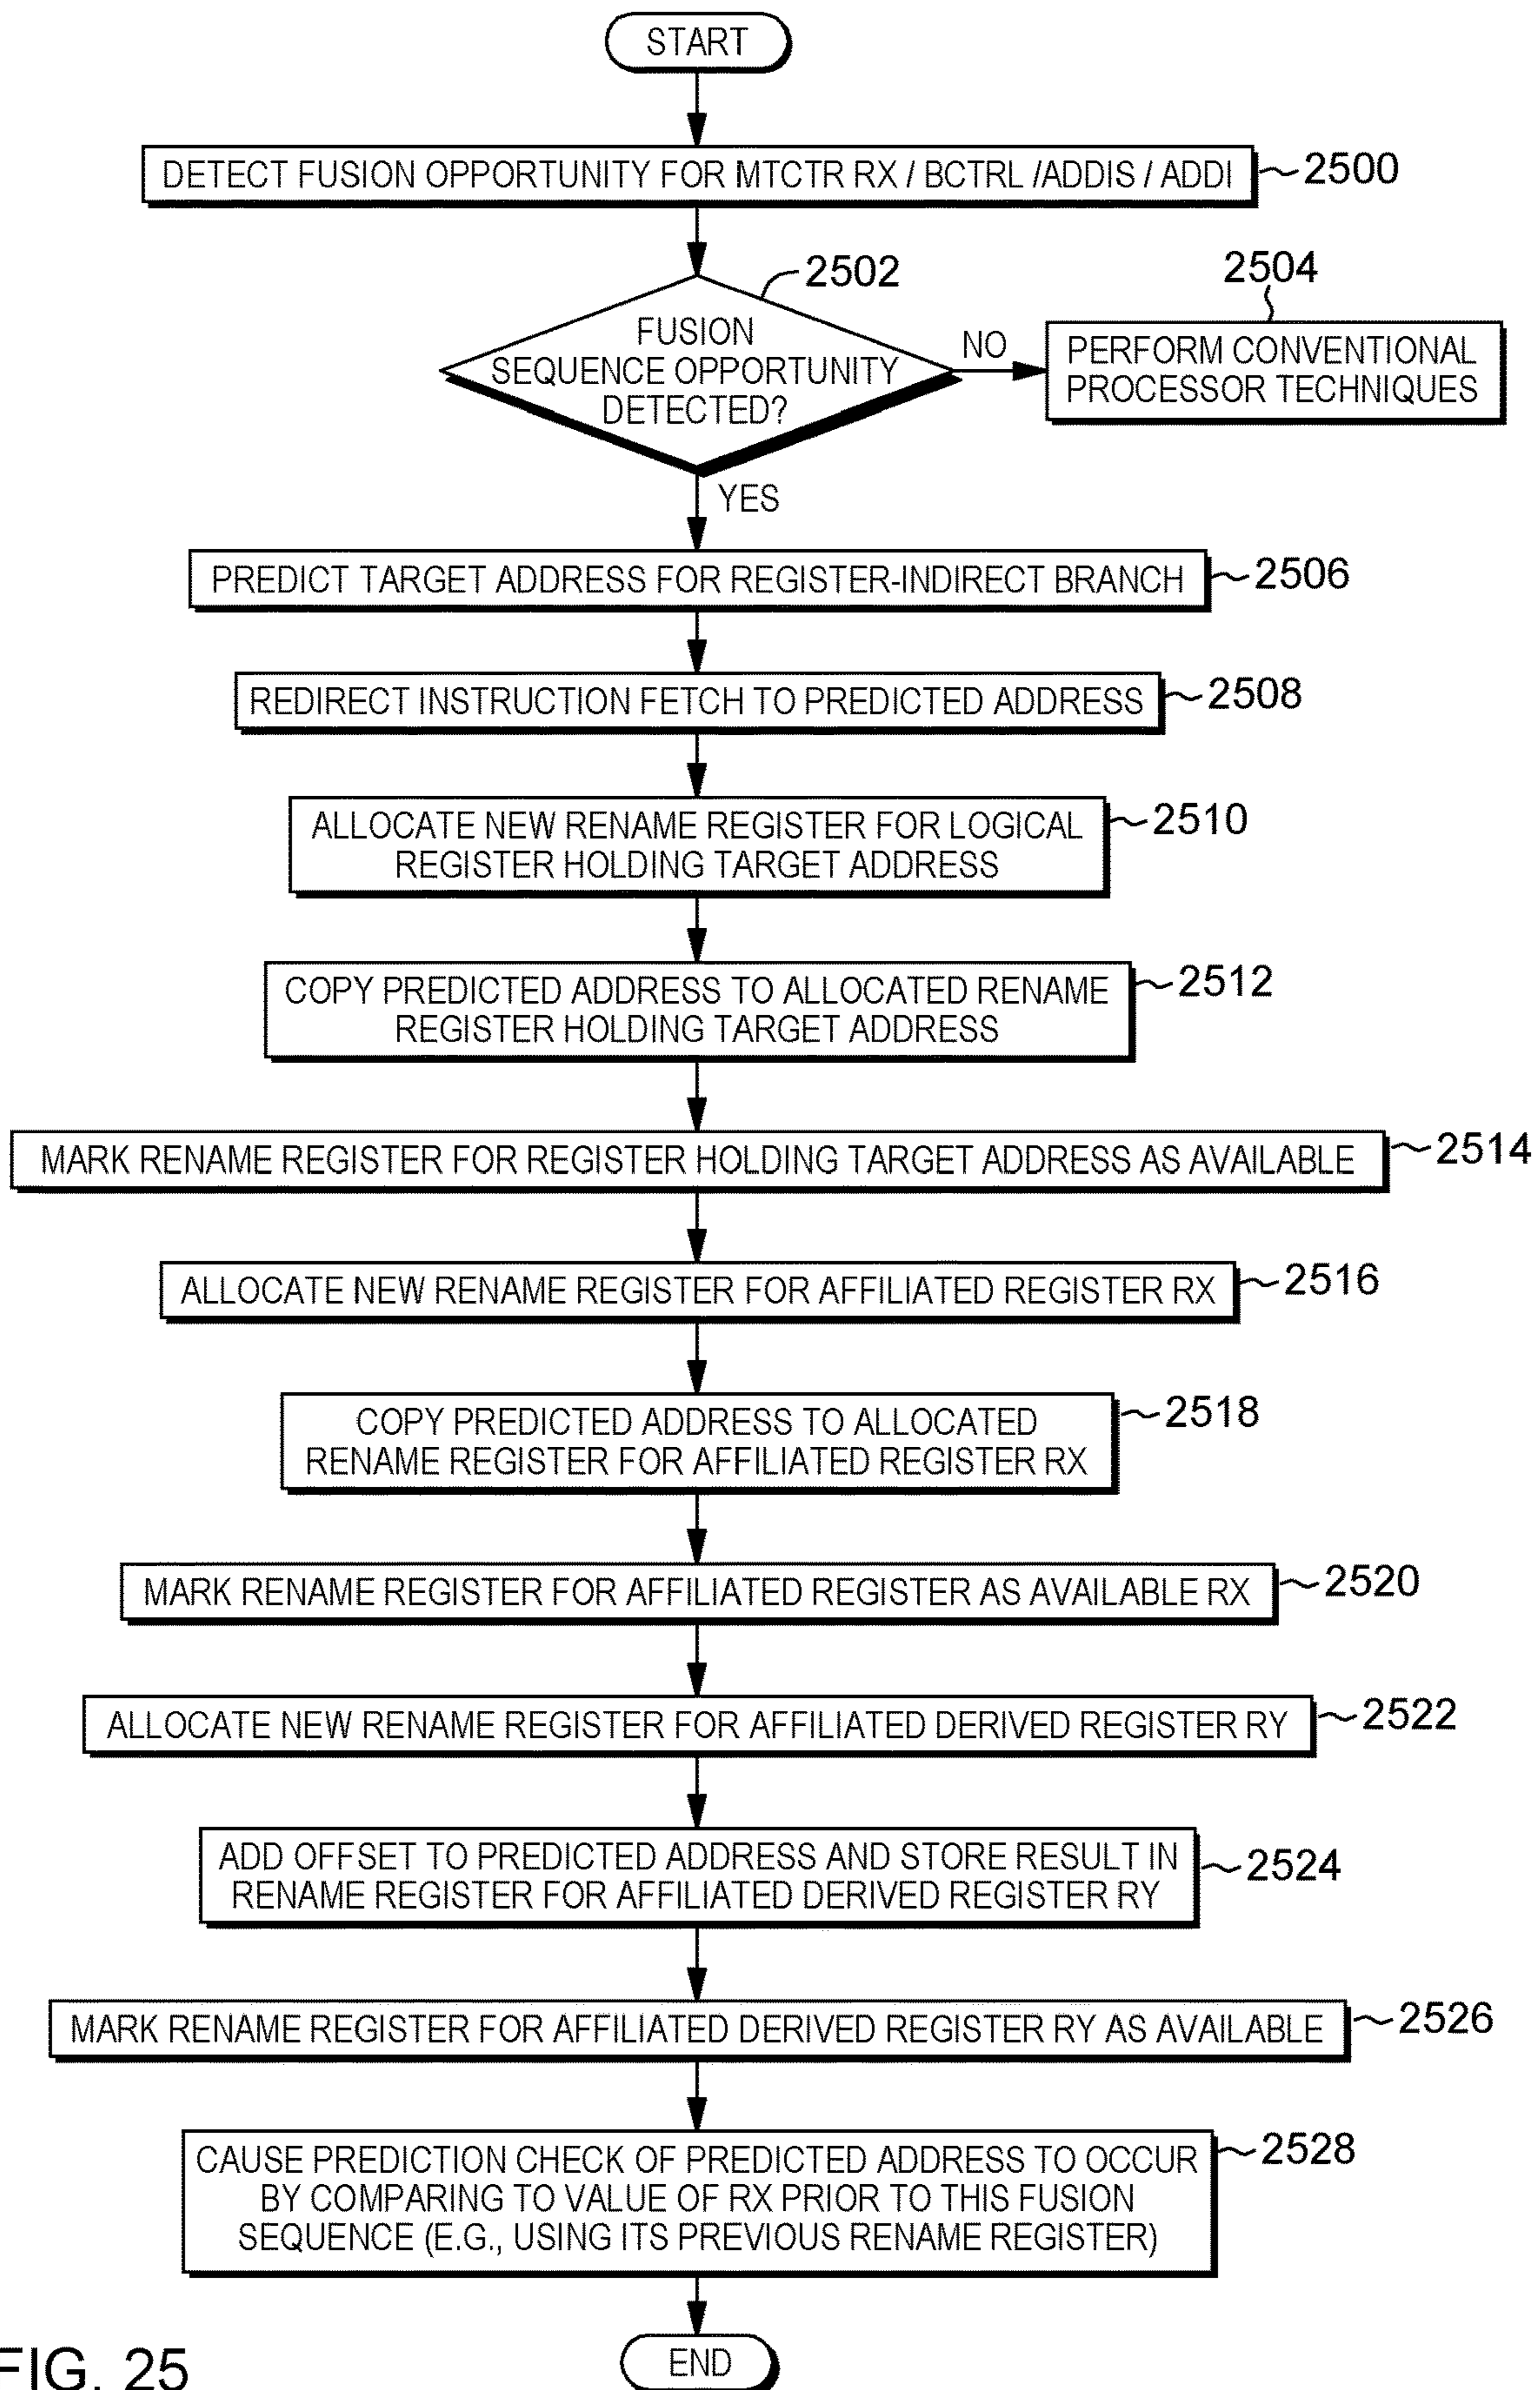 START
DETECT FUSION OPPORTUNITY FOR MTCTR RX / BCTRL /ADDIS / ADDI
2500
2502
2504
FUSION
SEQUENCE OPPORTUNITY
DETECTED?
NO
PERFORM CONVENTIONAL
PROCESSOR TECHNIQUES
YES
PREDICT TARGET ADDRESS FOR REGISTER-INDIRECT BRANCH
2506
REDIRECT INSTRUCTION FETCH TO PREDICTED ADDRESS
2508
ALLOCATE NEW RENAME REGISTER FOR LOGICAL
REGISTER HOLDING TARGET ADDRESS
2510
COPY PREDICTED ADDRESS TO ALLOCATED RENAME
REGISTER HOLDING TARGET ADDRESS
2512
MARK RENAME REGISTER FOR REGISTER HOLDING TARGET ADDRESS AS AVAILABLE
2514
ALLOCATE NEW RENAME REGISTER FOR AFFILIATED REGISTER RX
2516
COPY PREDICTED ADDRESS TO ALLOCATED
RENAME REGISTER FOR AFFILIATED REGISTER RX
2518
MARK RENAME REGISTER FOR AFFILIATED REGISTER AS AVAILABLE RX
2520
ALLOCATE NEW RENAME REGISTER FOR AFFILIATED DERIVED REGISTER RY
2522
ADD OFFSET TO PREDICTED ADDRESS AND STORE RESULT IN
RENAME REGISTER FOR AFFILIATED DERIVED REGISTER RY
2524
MARK RENAME REGISTER FOR AFFILIATED DERIVED REGISTER RY AS AVAILABLE
2526
CAUSE PREDICTION CHECK OF PREDICTED ADDRESS TO OCCUR
BY COMPARING TO VALUE OF RX PRIOR TO THIS FUSION
SEQUENCE (E.G., USING ITS PREVIOUS RENAME REGISTER)
2528
END
FIG. 25